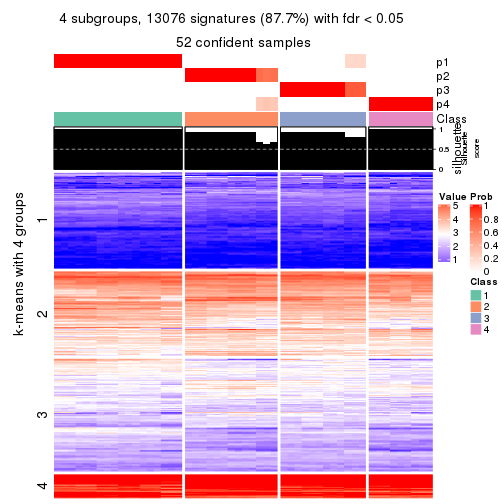 4 subgroups, 13076 signatures (87.7%) with fdr < 0.05
52 confident samples
p1
p2
p3
p4
Class
1
0.5
0
silhouette
Silhouette
score
k-means with 4 groups
1
2
3
4
Value
5
4
3
2
1
Prob
1
0.8
0.6
0.4
0.2
0
Class
1
2
3
4